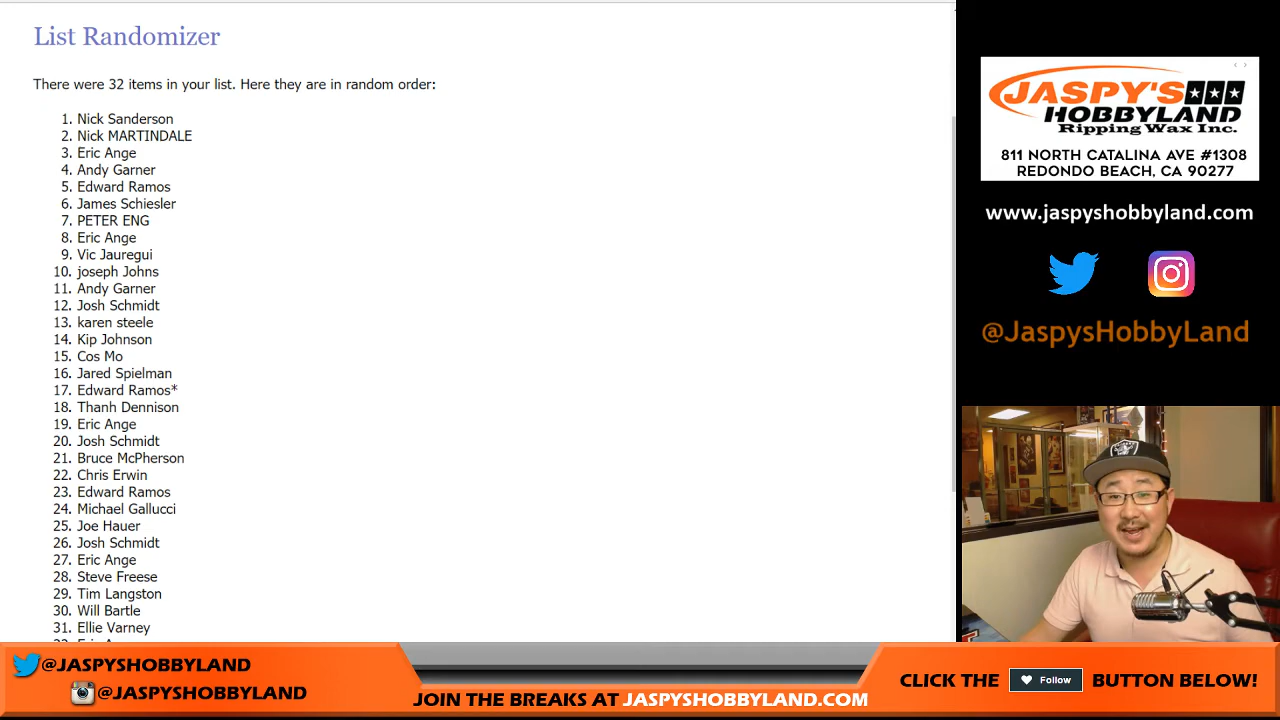 List Randomizer
There were 32 items in your list. Here they are in random order:
1. Nick Sanderson
2. Nick MARTINDALE
3. Eric Ange
4. Andy Garner
5. Edward Ramos
6. James Schiesler
7. PETER ENG
8. Eric Ange
9. Vic Jauregui
10. joseph Johns
11. Andy Garner
12. Josh Schmidt
13. karen steele
14. Kip Johnson
15. Cos Mo
16. Jared Spielman
17. Edward Ramos*
18. Thanh Dennison
19. Eric Ange
20. Josh Schmidt
21. Bruce McPherson
22. Chris Erwin
23. Edward Ramos
24. Michael Gallucci
25. Joe Hauer
26. Josh Schmidt
27. Eric Ange
28. Steve Freese
29. Tim Langston
30. Will Bartle
31. Ellie Varney
JASPY'S
HOBBYLAND
Ripping Wax Inc.
811 NORTH CATALINA AVE #1308
REDONDO BEACH, CA 90277
www.jaspyshobbyland.com
@JaspysHobbyLand
@JASPYSHOBBYLAND
@JASPYSHOBBYLAND
JOIN THE BREAKS AT JASPYSHOBBYLAND.COM
CLICK THE Follow BUTTON BELOW!